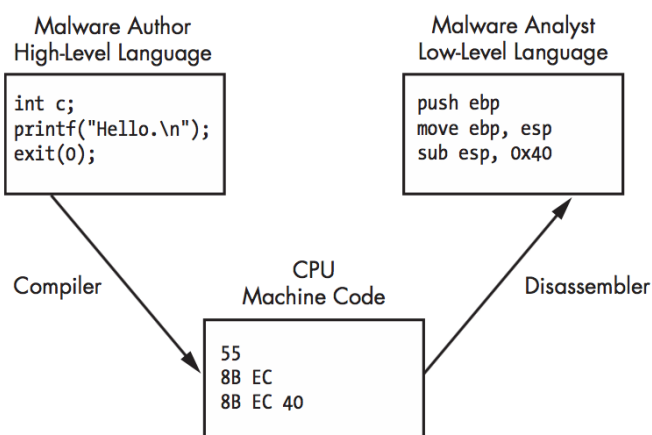 Malware Author
High-Level Language
int c;
printf("Hello.\n");
exit(0);
Malware Analyst
Low-Level Language
push ebp
move ebp, esp
sub esp, 0x40
Compiler
CPU
Machine Code
Disassembler
55
8B EC
8B EC 40